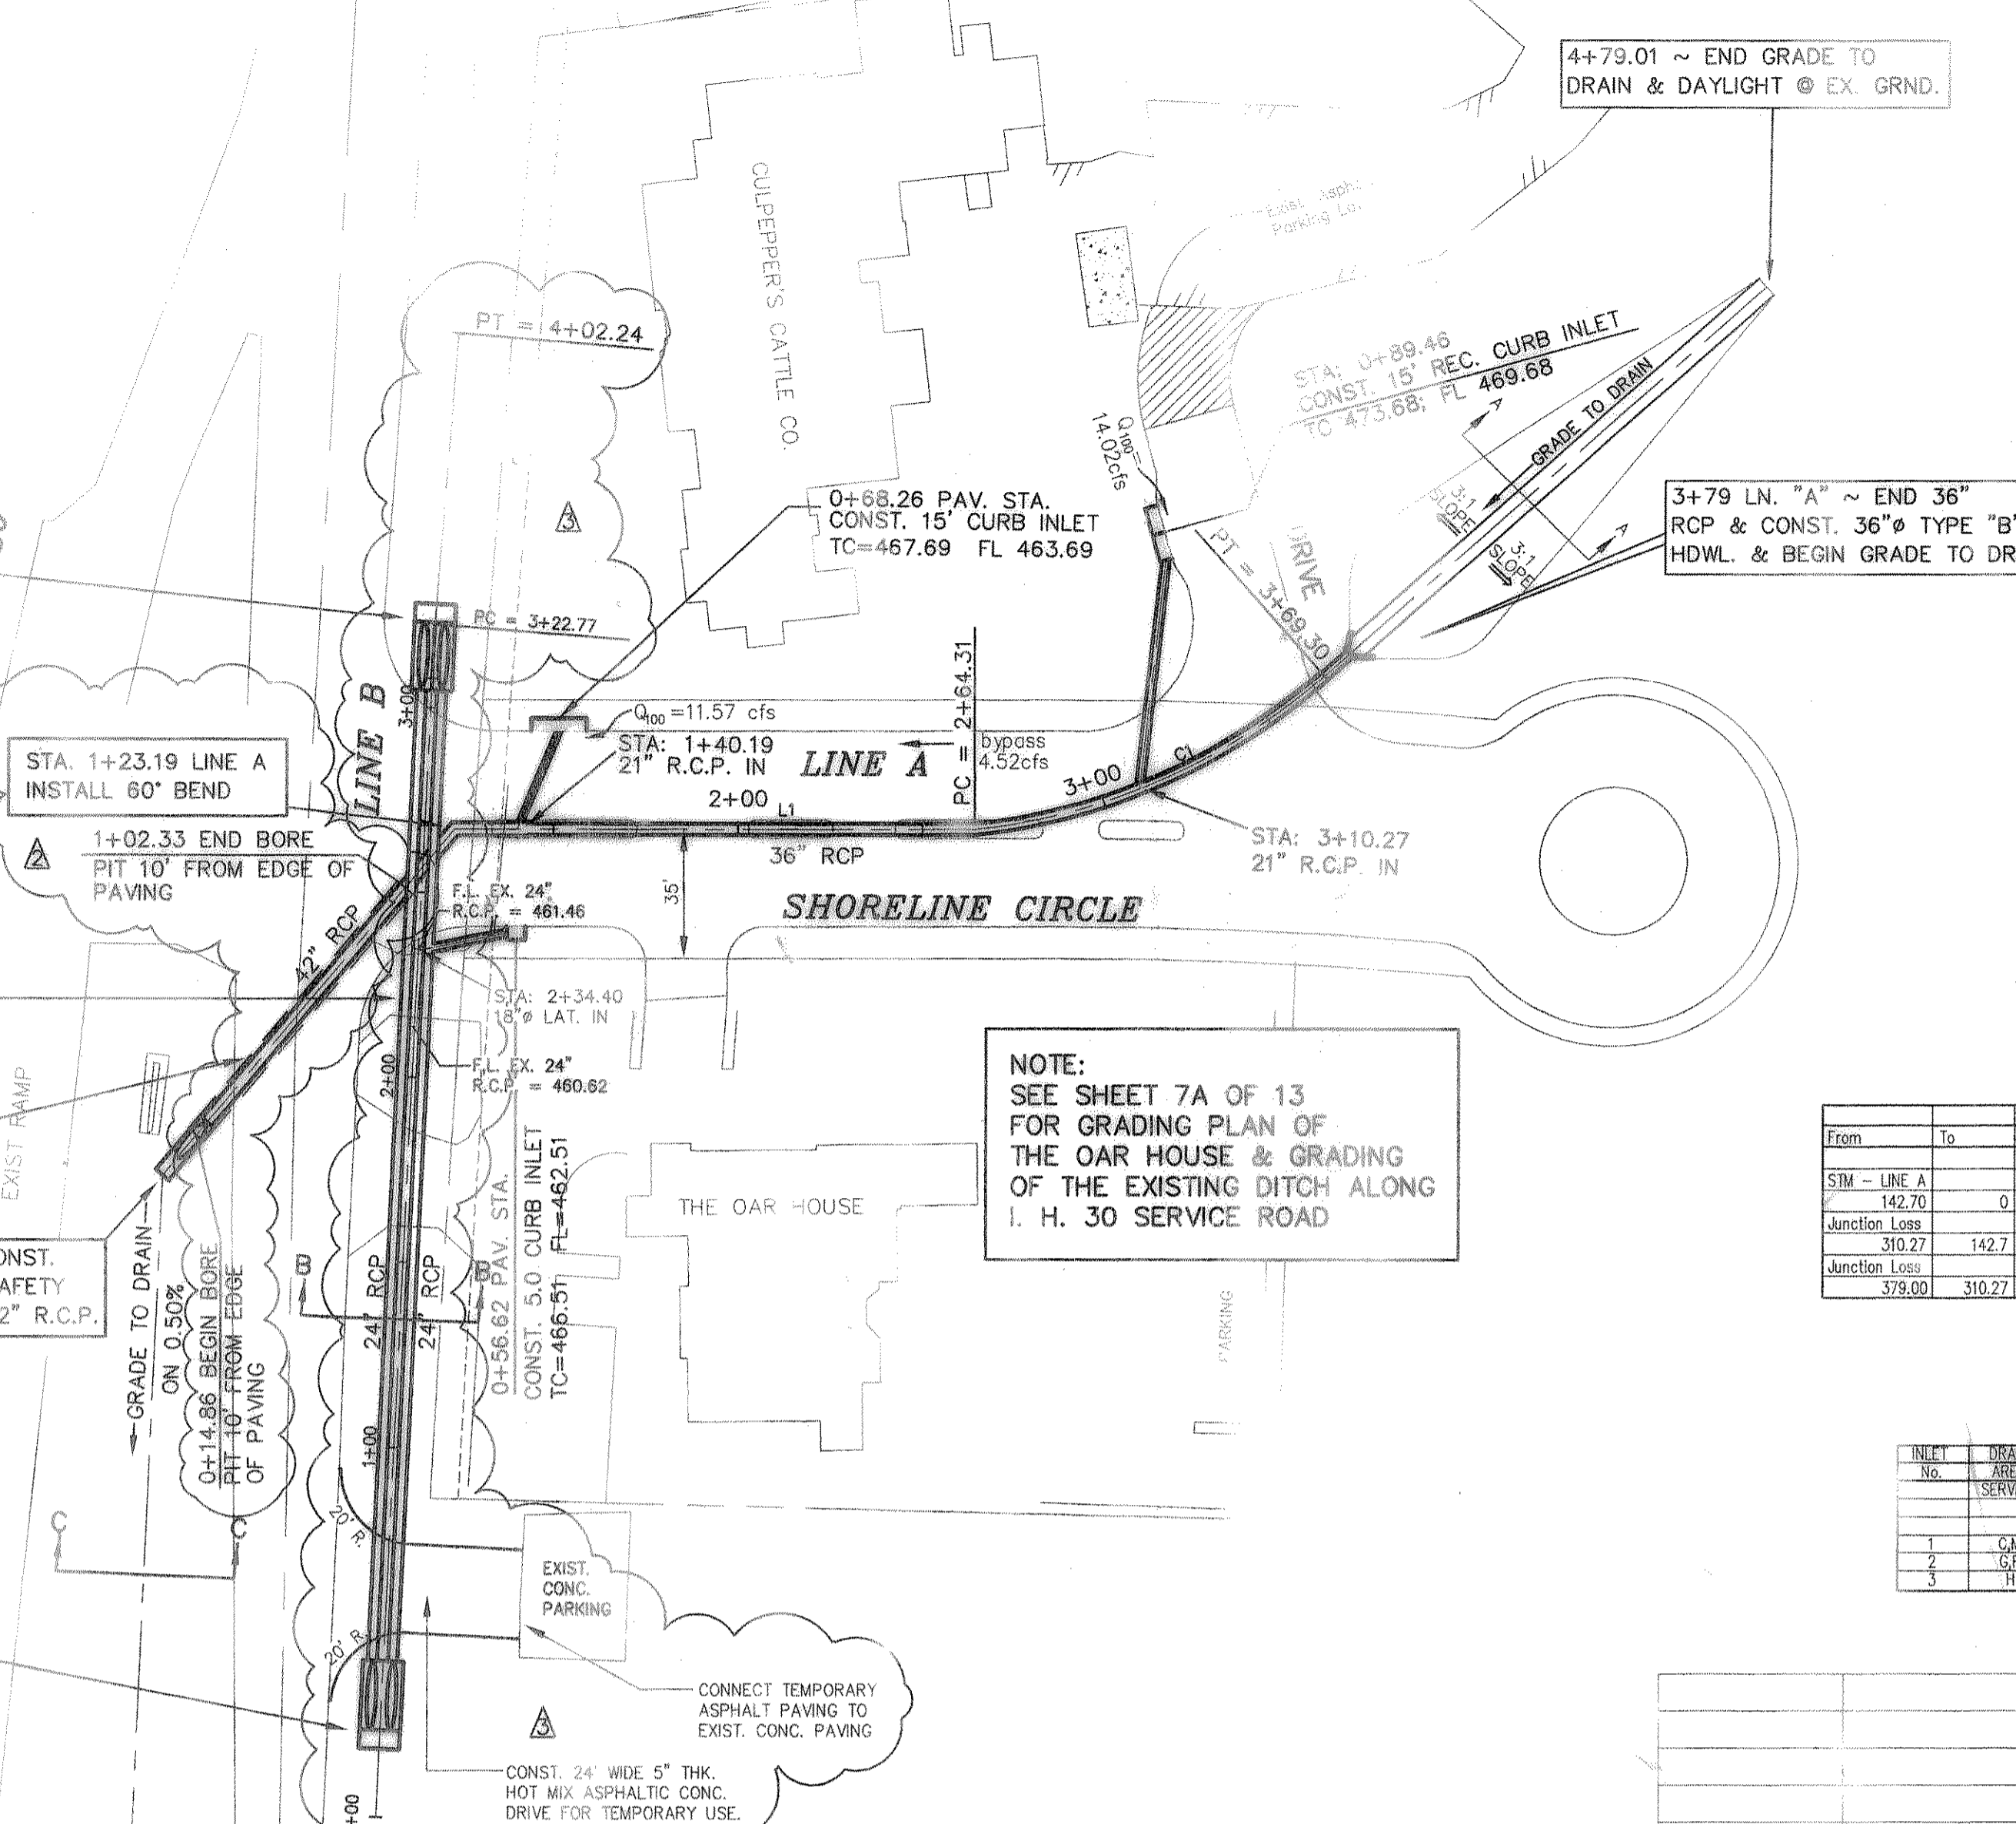 4+79.01 ~ END GRADE TO
DRAIN & DAYLIGHT @ EX. GRND.
CULPEPPER'S CATTLE CO.
Exist Asph
Parking Lo
PT = 4+02.24
STA: 0+89.46
CONST. 15' REC. CURB INLET
TC 473.68; FL 469.68
GRADE TO DRAIN
A
A
3:1
SLOPE
3:1
SLOPE
Q100=
14.02cfs
0+68.26 PAV. STA.
CONST. 15' CURB INLET
TC=467.69 FL 463.69
3
3+79 LN. "A" ~ END 36"
RCP & CONST. 36"ø TYPE "B"
HDWL. & BEGIN GRADE TO DR
PT = 3+69.30
DRIVE
PC = 3+22.77
PC = 2+64.31
3+00
LINE B
Q100=11.57 cfs
STA: 1+40.19
21" R.C.P. IN
LINE A
bypass
4.52cfs
STA. 1+23.19 LINE A
INSTALL 60° BEND
2+00
L1
3+00
C1
36" RCP
STA: 3+10.27
21" R.C.P. IN
2
1+02.33 END BORE
PIT 10' FROM EDGE OF
PAVING
35'
F.L. EX. 24"
R.C.P. = 461.46
SHORELINE CIRCLE
42" RCP
STA: 2+34.40
18"ø LAT. IN
F.L. EX. 24"
R.C.P. = 460.62
2+00
EXIST RAMP
NOTE:
SEE SHEET 7A OF 13
FOR GRADING PLAN OF
THE OAR HOUSE & GRADING
OF THE EXISTING DITCH ALONG
I. H. 30 SERVICE ROAD
From To
STM - LINE A
142.70 0
Junction Loss
310.27 142.7
Junction Loss
379.00 310.27
THE OAR HOUSE
ONST.
AFETY
2" R.C.P.
GRADE TO DRAIN
ON 0.50%
0+14.86 BEGIN BORE
PIT 10' FROM EDGE
OF PAVING
B
B
24" RCP
24" RCP
0+56.62 PAV. STA.
CONST. 5.0 CURB INLET
TC=466.51 FL=462.51
PARKING
1+00
INLET DRA
No. ARE
SERV
1 C,M
2 G,F
3 H
C
C
20' R.
EXIST.
CONC.
PARKING
20' R.
CONNECT TEMPORARY
ASPHALT PAVING TO
EXIST. CONC. PAVING
3
CONST. 24' WIDE 5" THK.
HOT MIX ASPHALTIC CONC.
DRIVE FOR TEMPORARY USE.
+00